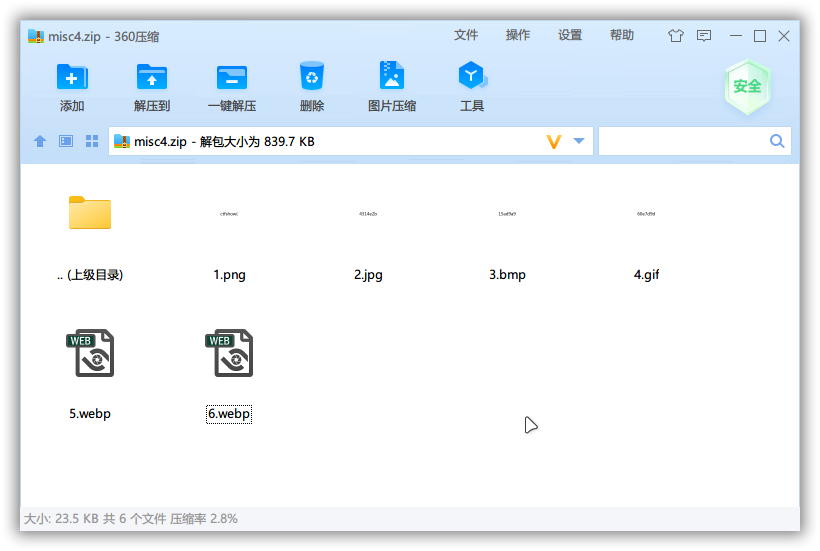 misc4.zip - 360压缩
文件 操作 设置 帮助
添加 解压到 一键解压 删除 图片压缩 工具
安全
misc4.zip - 解包大小为 839.7 KB
ctfshow{ 4314e2b 15ad9a9 60e7d9d
.. (上级目录) 1.png 2.jpg 3.bmp 4.gif
WEB WEB
5.webp 6.webp
大小: 23.5 KB 共 6 个文件 压缩率 2.8%